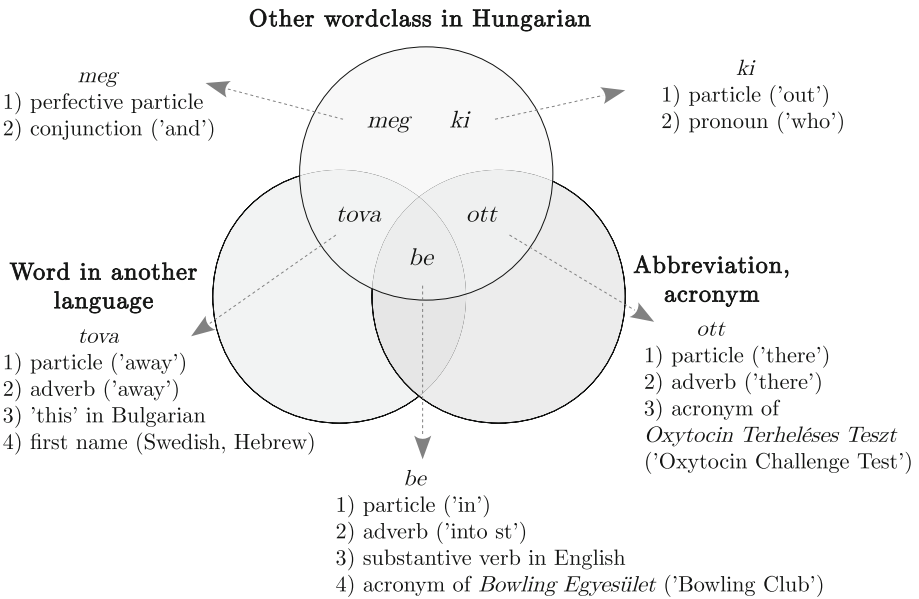 Other wordclass in Hungarian
meg
1) perfective particle
2) conjunction ('and')
ki
1) particle ('out')
2) pronoun ('who')
meg ki
tova ott
be
Word in another
language
tova
1) particle ('away')
2) adverb ('away')
3) 'this' in Bulgarian
4) first name (Swedish, Hebrew)
Abbreviation,
acronym
ott
1) particle ('there')
2) adverb ('there')
3) acronym of
Oxytocin Terheléses Teszt
('Oxytocin Challenge Test')
be
1) particle ('in')
2) adverb ('into st')
3) substantive verb in English
4) acronym of Bowling Egyesület ('Bowling Club')